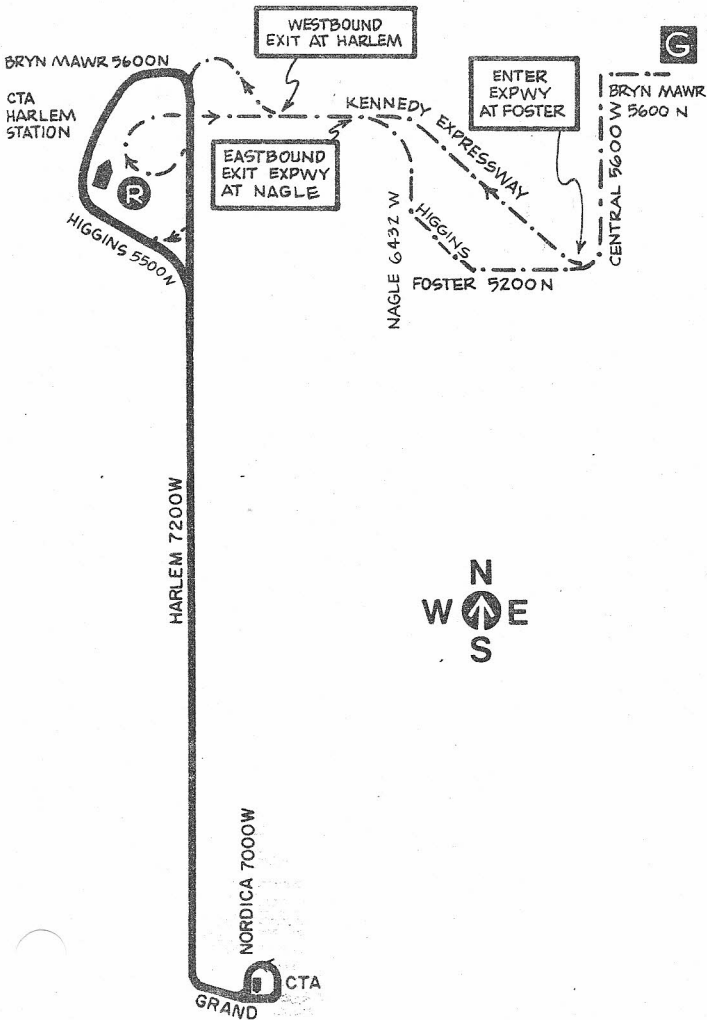 WESTBOUND
EXIT AT HARLEM
G
BRYN MAWR 5600N
CTA
HARLEM
STATION
ENTER
EXPWY
AT FOSTER
BRYN MAWR
5600 N
KENNEDY EXPRESSWAY
CENTRAL 5600 W
EASTBOUND
EXIT EXPWY
AT NAGLE
R
HIGGINS 5500N
NAGLE 6432 W
HIGGINS
FOSTER 5200N
HARLEM 7200W
N
W E
S
NORDICA 7000W
CTA
GRAND